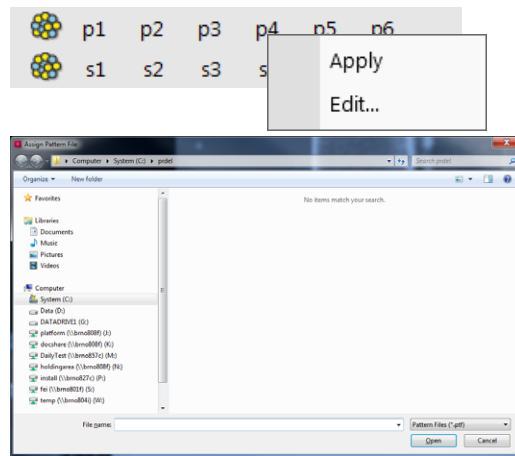 p1 p2 p3 p4 p5 p6
s1 s2 s3 s
Apply
Edit...
Assign Pattern File
Computer ▸ System (C:) ▸ prdel
Search prdel
Organize ▾ New folder
Favorites
No items match your search.
Libraries
Documents
Music
Pictures
Videos
Computer
System (C:)
Data (D:)
DATADRIVE1 (G:)
platform (\\brno808f) (J:)
docshare (\\brno808f) (K:)
DailyTest (\\brno857c) (M:)
holdingarea (\\brno808f) (N:)
install (\\brno827c) (P:)
fei (\\brno801f) (S:)
temp (\\brno804i) (W:)
File name:
Pattern Files (*.ptf)
Open Cancel